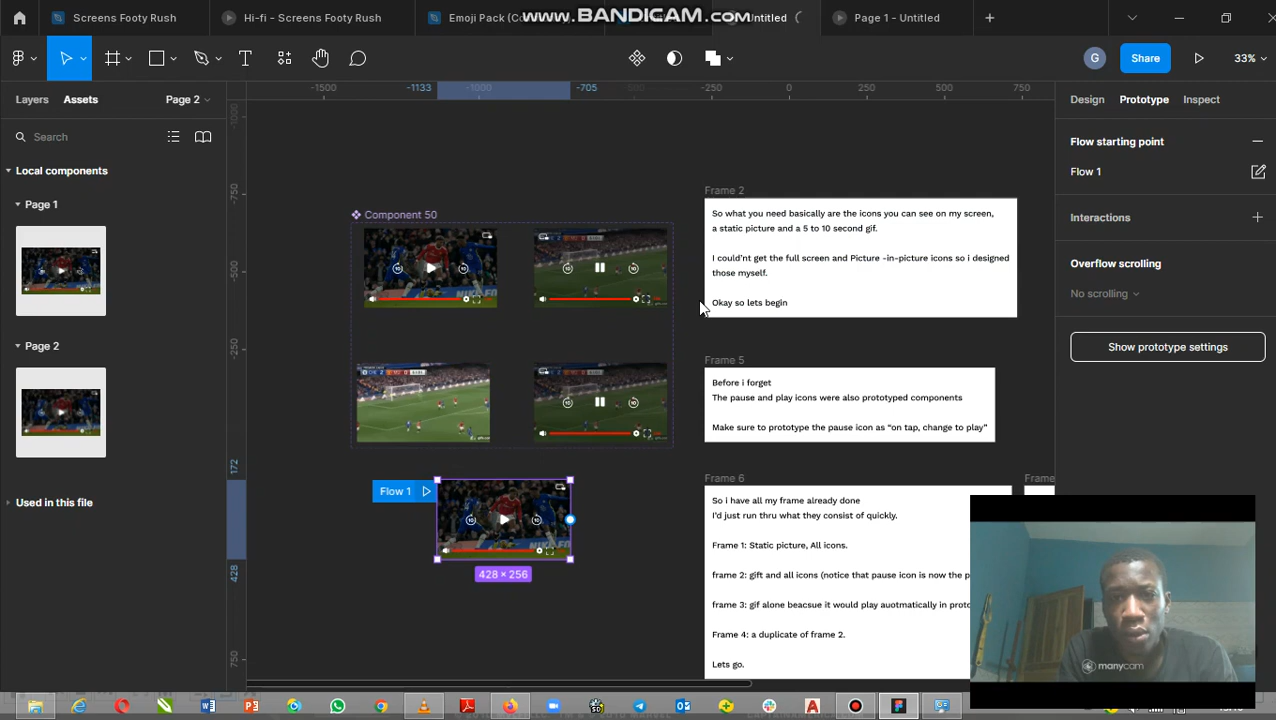 Screens Footy Rush
Hi-fi - Screens Footy Rush
Emoji Pack (Co
WWW.BANDICAM.COM
Untitled
Page 1 - Untitled
G
Share
33%
Layers
Assets
Page 2
-1500
-1133
-1000
-705
-250
0
250
500
750
Design
Prototype
Inspect
Search
Flow starting point
Flow 1
Local components
Page 1
Page 2
Used in this file
Interactions
Overflow scrolling
No scrolling
Show prototype settings
-1000
-750
-500
-250
172
428
750
Component 50
Frame 2
So what you need basically are the icons you can see on my screen,
a static picture and a 5 to 10 second gif.
I could'nt get the full screen and Picture -in-picture icons so i designed
those myself.
Okay so lets begin
Frame 5
Before i forget
The pause and play icons were also prototyped components
Make sure to prototype the pause icon as “on tap, change to play”
Flow 1
428 × 256
Frame 6
Frame
So i have all my frame already done
I'd just run thru what they consist of quickly.
Frame 1: Static picture, All icons.
frame 2: gift and all icons (notice that pause icon is now the p
frame 3: gif alone beacsue it would play auotmatically in proto
Frame 4: a duplicate of frame 2.
Lets go.
manycam